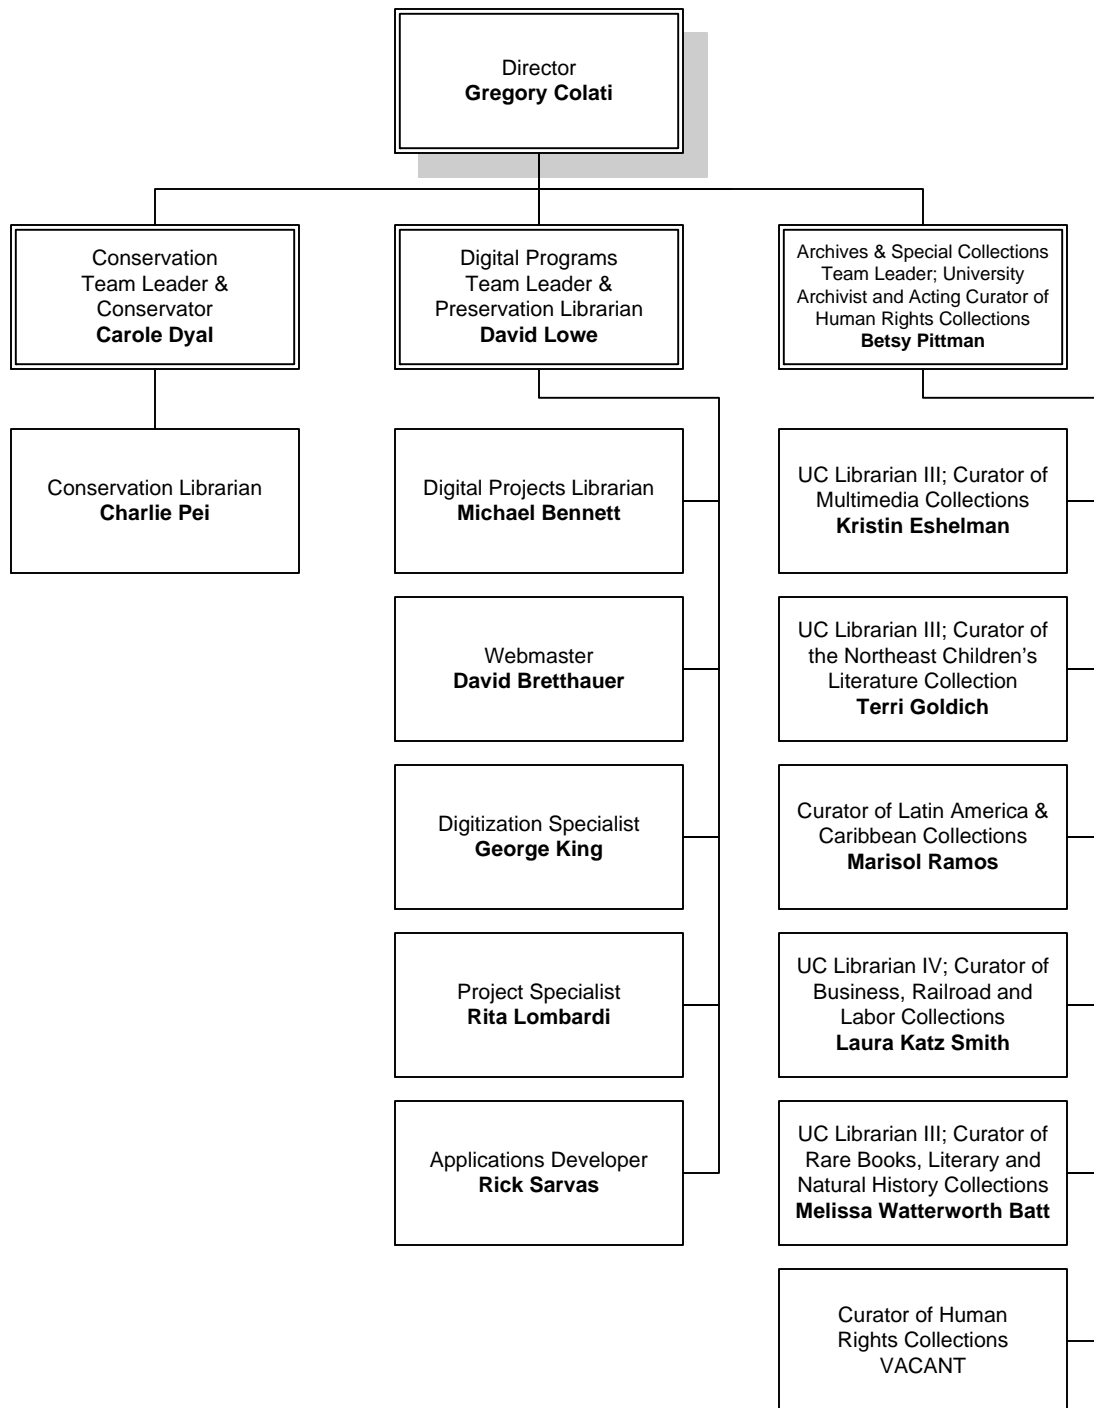 Director
Gregory Colati
Conservation
Team Leader &
Conservator
Carole Dyal
Digital Programs
Team Leader &
Preservation Librarian
David Lowe
Archives & Special Collections
Team Leader; University
Archivist and Acting Curator of
Human Rights Collections
Betsy Pittman
Conservation Librarian
Charlie Pei
Digital Projects Librarian
Michael Bennett
Webmaster
David Bretthauer
Digitization Specialist
George King
Project Specialist
Rita Lombardi
Applications Developer
Rick Sarvas
UC Librarian III; Curator of
Multimedia Collections
Kristin Eshelman
UC Librarian III; Curator of
the Northeast Children’s
Literature Collection
Terri Goldich
Curator of Latin America &
Caribbean Collections
Marisol Ramos
UC Librarian IV; Curator of
Business, Railroad and
Labor Collections
Laura Katz Smith
UC Librarian III; Curator of
Rare Books, Literary and
Natural History Collections
Melissa Watterworth Batt
Curator of Human
Rights Collections
VACANT